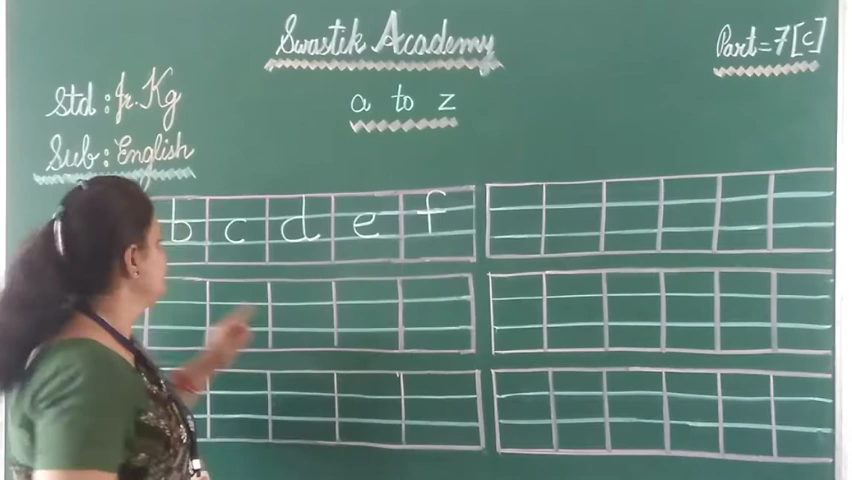 Swastik Academy
Part=7[c]
Std : Jr. Kg
a to z
Sub : English
b c d e f